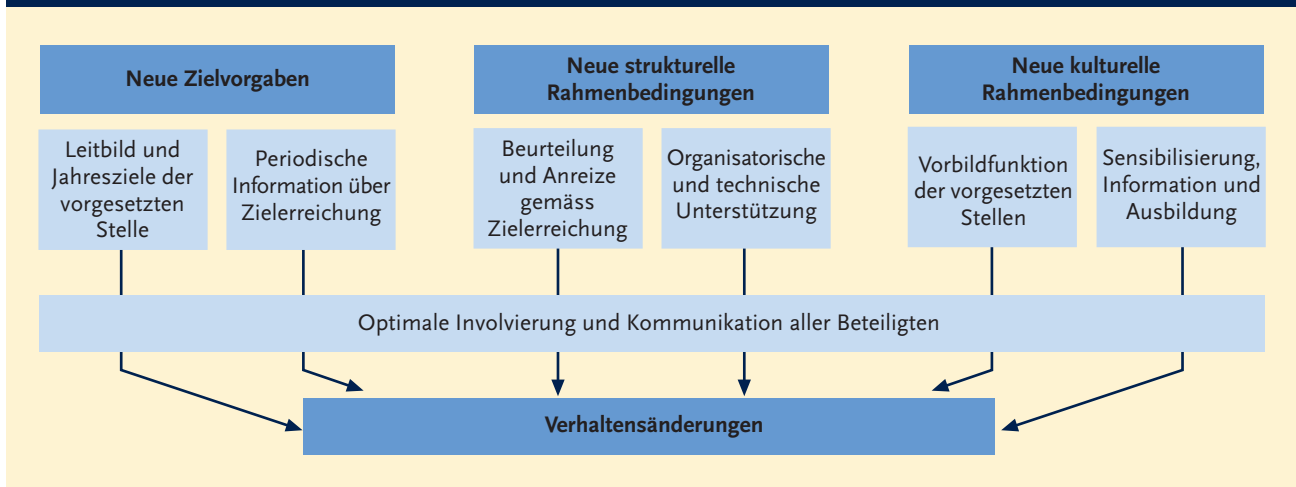 Neue Zielvorgaben
Neue strukturelle
Rahmenbedingungen
Neue kulturelle
Rahmenbedingungen
Leitbild und
Jahresziele der
vorgesetzten
Stelle
Periodische
Information über
Zielerreichung
Beurteilung
und Anreize
gemäss
Zielerreichung
Organisatorische
und technische
Unterstützung
Vorbildfunktion
der vorgesetzten
Stellen
Sensibilisierung,
Information und
Ausbildung
Optimale Involvierung und Kommunikation aller Beteiligten
Verhaltensänderungen